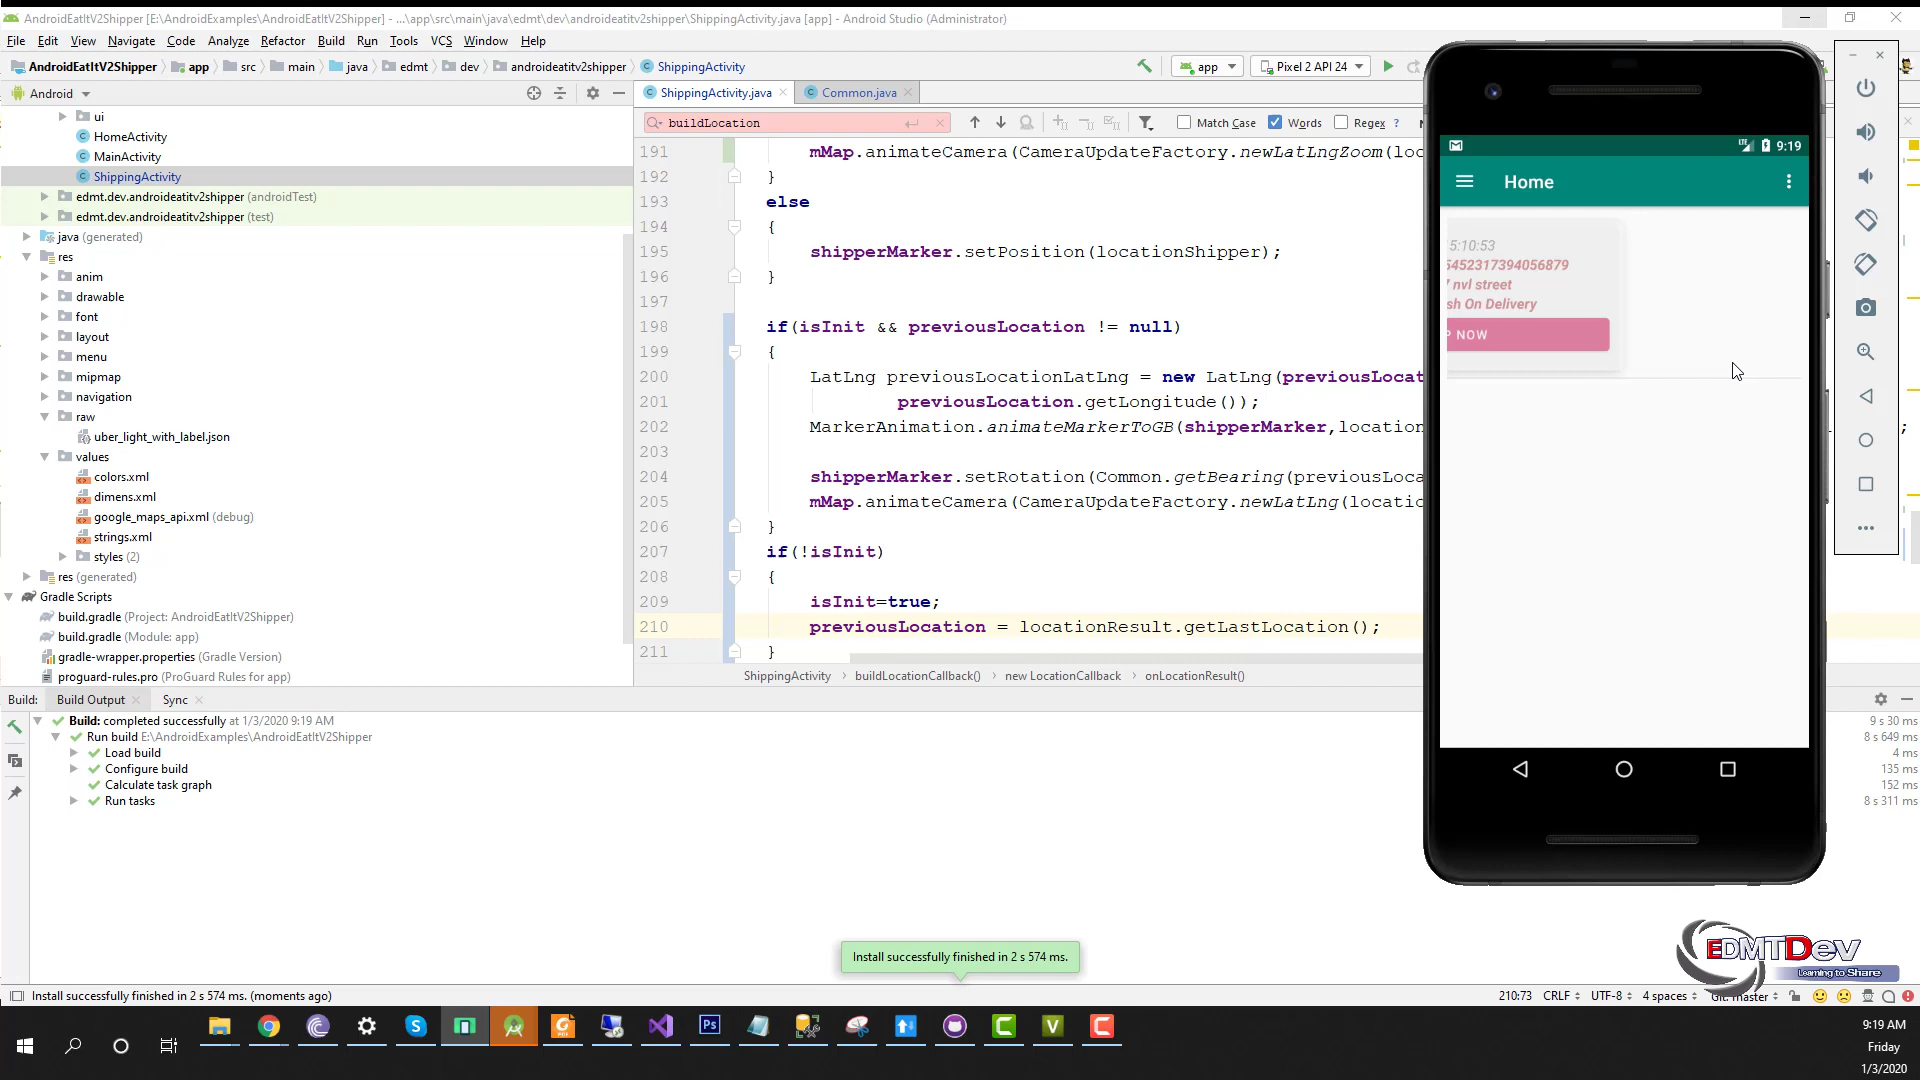 AndroidEatItV2Shipper [E:\AndroidExamples\AndroidEatItV2Shipper] - ...\app\src\main\java\edmt\dev\androideatitv2shipper\ShippingActivity.java [app] - Android Studio (Administrator)
File Edit View Navigate Code Analyze Refactor Build Run Tools VCS Window Help
AndroidEatItV2Shipper app src main java edmt dev androideatitv2shipper ShippingActivity app Pixel 2 API 24
Android ShippingActivity.java Common.java
buildLocation Match Case Words Regex ?
ui
HomeActivity
MainActivity
ShippingActivity
edmt.dev.androideatitv2shipper (androidTest)
edmt.dev.androideatitv2shipper (test)
java (generated)
res
anim
drawable
font
layout
menu
mipmap
navigation
raw
uber_light_with_label.json
values
colors.xml
dimens.xml
google_maps_api.xml (debug)
strings.xml
styles (2)
res (generated)
Gradle Scripts
build.gradle (Project: AndroidEatItV2Shipper)
build.gradle (Module: app)
gradle-wrapper.properties (Gradle Version)
proguard-rules.pro (ProGuard Rules for app)
191 mMap.animateCamera(CameraUpdateFactory.newLatLngZoom(loc
192 }
193 else
194 {
195 shipperMarker.setPosition(locationShipper);
196 }
197
198 if(isInit && previousLocation != null)
199 {
200 LatLng previousLocationLatLng = new LatLng(previousLocat
201 previousLocation.getLongitude());
202 MarkerAnimation.animateMarkerToGB(shipperMarker,location
203
204 shipperMarker.setRotation(Common.getBearing(previousLoca
205 mMap.animateCamera(CameraUpdateFactory.newLatLng(locatio
206 }
207 if(!isInit)
208 {
209 isInit=true;
210 previousLocation = locationResult.getLastLocation();
211 }
ShippingActivity › buildLocationCallback() › new LocationCallback › onLocationResult()
9:19
Home
5:10:53
5452317394056879
7 nvl street
sh On Delivery
P NOW
Build: Build Output Sync
Build: completed successfully at 1/3/2020 9:19 AM 9 s 30 ms
Run build E:\AndroidExamples\AndroidEatItV2Shipper 8 s 649 ms
Load build 4 ms
Configure build 135 ms
Calculate task graph 152 ms
Run tasks 8 s 311 ms
EDMTDev
Learning to Share
Install successfully finished in 2 s 574 ms.
Install successfully finished in 2 s 574 ms. (moments ago) 210:73 CRLF UTF-8 4 spaces Git: master
9:19 AM
Friday
1/3/2020